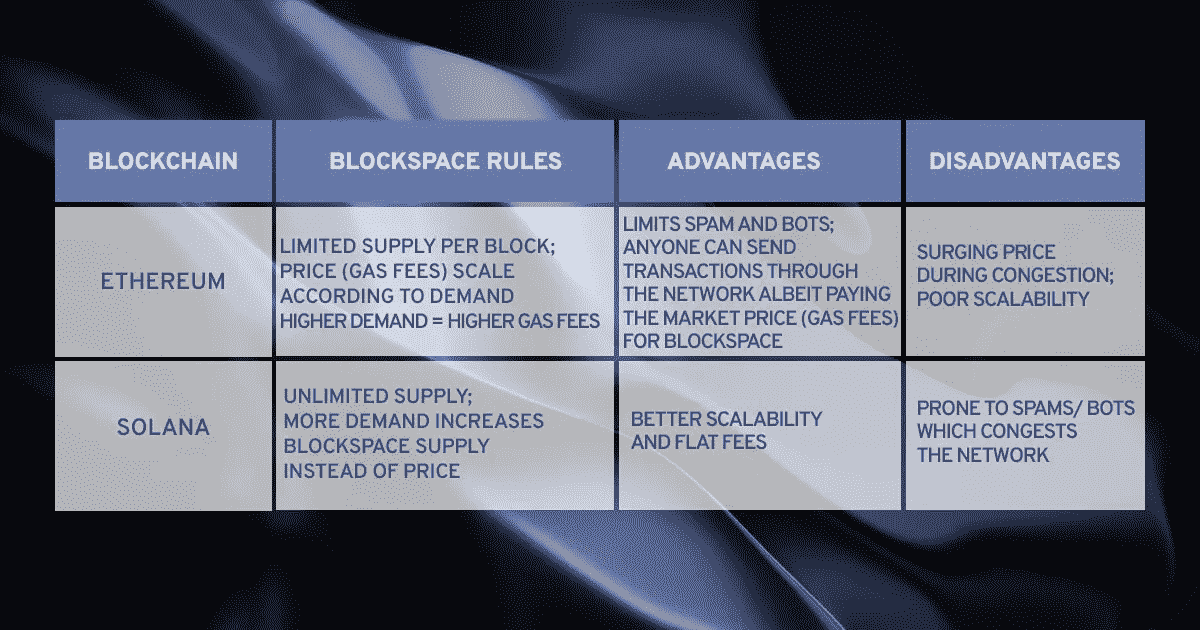 BLOCKCHAIN
BLOCKSPACE RULES
ADVANTAGES
DISADVANTAGES
ETHEREUM
LIMITED SUPPLY PER BLOCK;
PRICE (GAS FEES) SCALE
ACCORDING TO DEMAND
HIGHER DEMAND = HIGHER GAS FEES
LIMITS SPAM AND BOTS;
ANYONE CAN SEND
TRANSACTIONS THROUGH
THE NETWORK ALBEIT PAYING
THE MARKET PRICE (GAS FEES)
FOR BLOCKSPACE
SURGING PRICE
DURING CONGESTION;
POOR SCALABILITY
SOLANA
UNLIMITED SUPPLY;
MORE DEMAND INCREASES
BLOCKSPACE SUPPLY
INSTEAD OF PRICE
BETTER SCALABILITY
AND FLAT FEES
PRONE TO SPAMS/ BOTS
WHICH CONGESTS
THE NETWORK